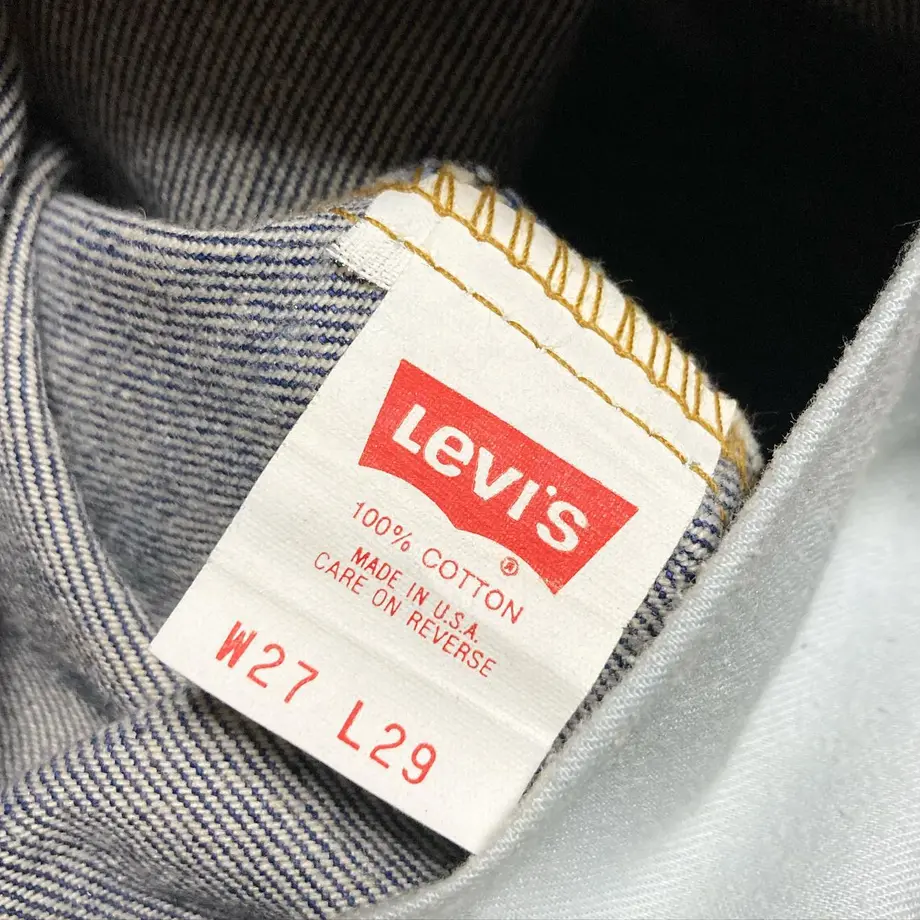 Levi's
®
100% COTTON
MADE IN U.S.A.
CARE ON REVERSE
W27 L29